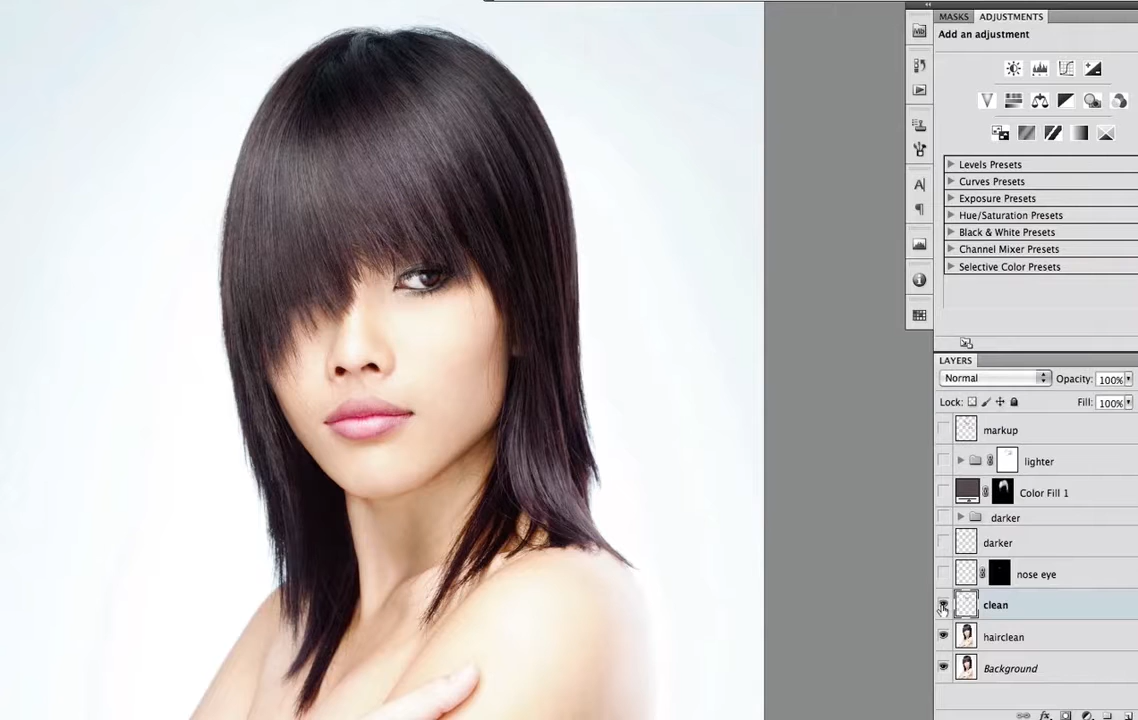 MASKS ADJUSTMENTS
Add an adjustment
Levels Presets
Curves Presets
Exposure Presets
Hue/Saturation Presets
Black & White Presets
Channel Mixer Presets
Selective Color Presets
LAYERS
Normal Opacity: 100%
Lock: Fill: 100%
markup
lighter
Color Fill 1
darker
darker
nose eye
clean
hairclean
Background